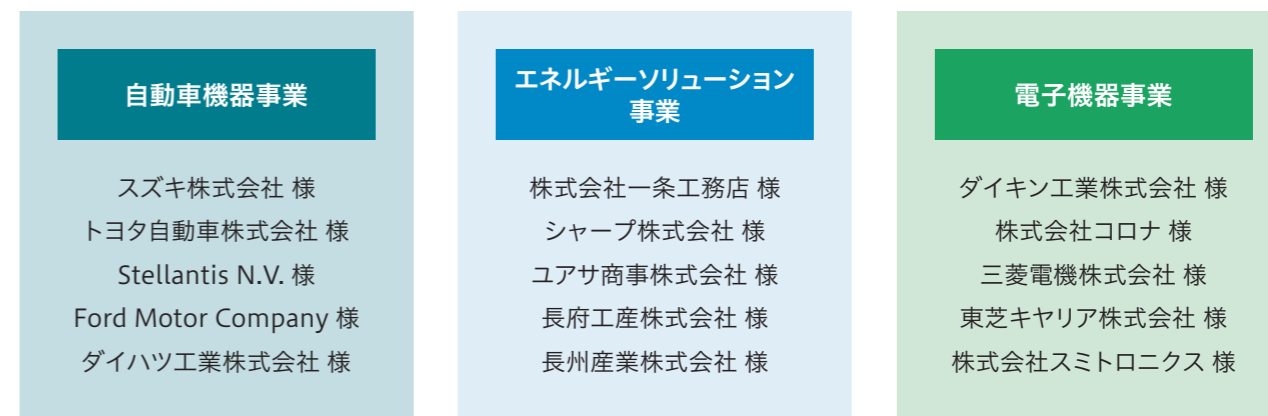 自動車機器事業
スズキ株式会社 様
トヨタ自動車株式会社 様
Stellantis N.V. 様
Ford Motor Company 様
ダイハツ工業株式会社 様
エネルギーソリューション
事業
株式会社一条工務店 様
シャープ株式会社 様
ユアサ商事株式会社 様
長府工産株式会社 様
長州産業株式会社 様
電子機器事業
ダイキン工業株式会社 様
株式会社コロナ 様
三菱電機株式会社 様
東芝キヤリア株式会社 様
株式会社スミトロニクス 様